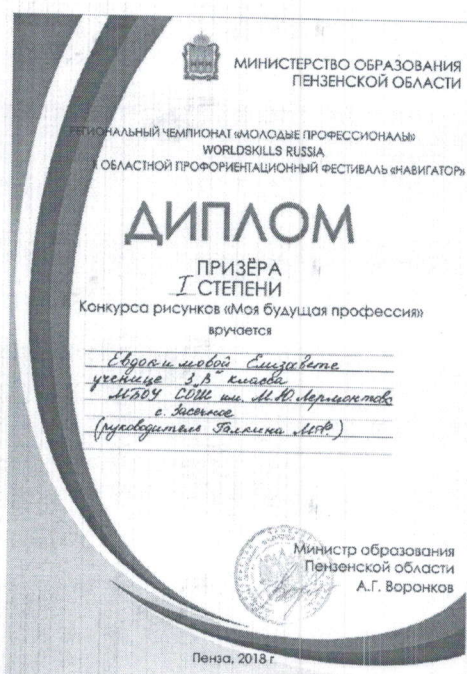 МИНИСТЕРСТВО ОБРАЗОВАНИЯ
ПЕНЗЕНСКОЙ ОБЛАСТИ
РЕГИОНАЛЬНЫЙ ЧЕМПИОНАТ «МОЛОДЫЕ ПРОФЕССИОНАЛЫ»
WORLDSKILLS RUSSIA
ОБЛАСТНОЙ ПРОФОРИЕНТАЦИОННЫЙ ФЕСТИВАЛЬ «НАВИГАТОР»
ДИПЛОМ
ПРИЗЁРА
I СТЕПЕНИ
Конкурса рисунков «Моя будущая профессия»
вручается
Евдокимовой Елизавете
ученице 3 „В" класса
МБОУ СОШ им. М.Ю. Лермонтова
с. Засечное
(руководитель Галкина М.Ф.)
Министр образования
Пензенской области
А.Г. Воронков
Пенза, 2018 г